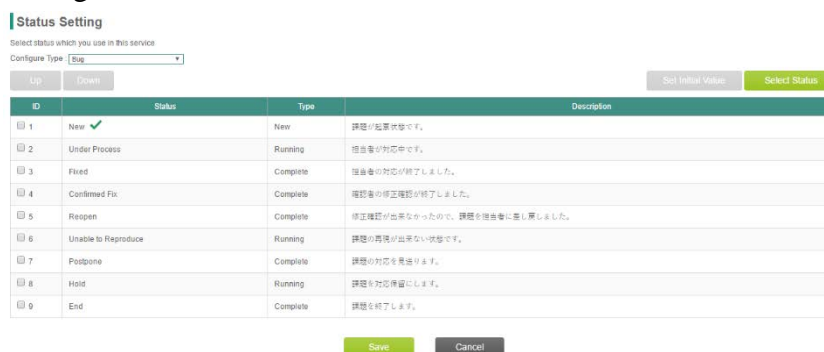 Status Setting
Select status which you use in this service.
Configure Type : Bug
Up Down Set Initial Value Select Status
ID Status Type Description
1 New New 課題が起票状態です。
2 Under Process Running 担当者が対応中です。
3 Fixed Complete 担当者の対応が終了しました。
4 Confirmed Fix Complete 確認者の修正確認が終了しました。
5 Reopen Complete 修正確認が出来なかったので、課題を担当者に差し戻しました。
6 Unable to Reproduce Running 課題の再現が出来ない状態です。
7 Postpone Complete 課題の対応を見送ります。
8 Hold Running 課題を対応保留にします。
9 End Complete 課題を終了します。
Save Cancel